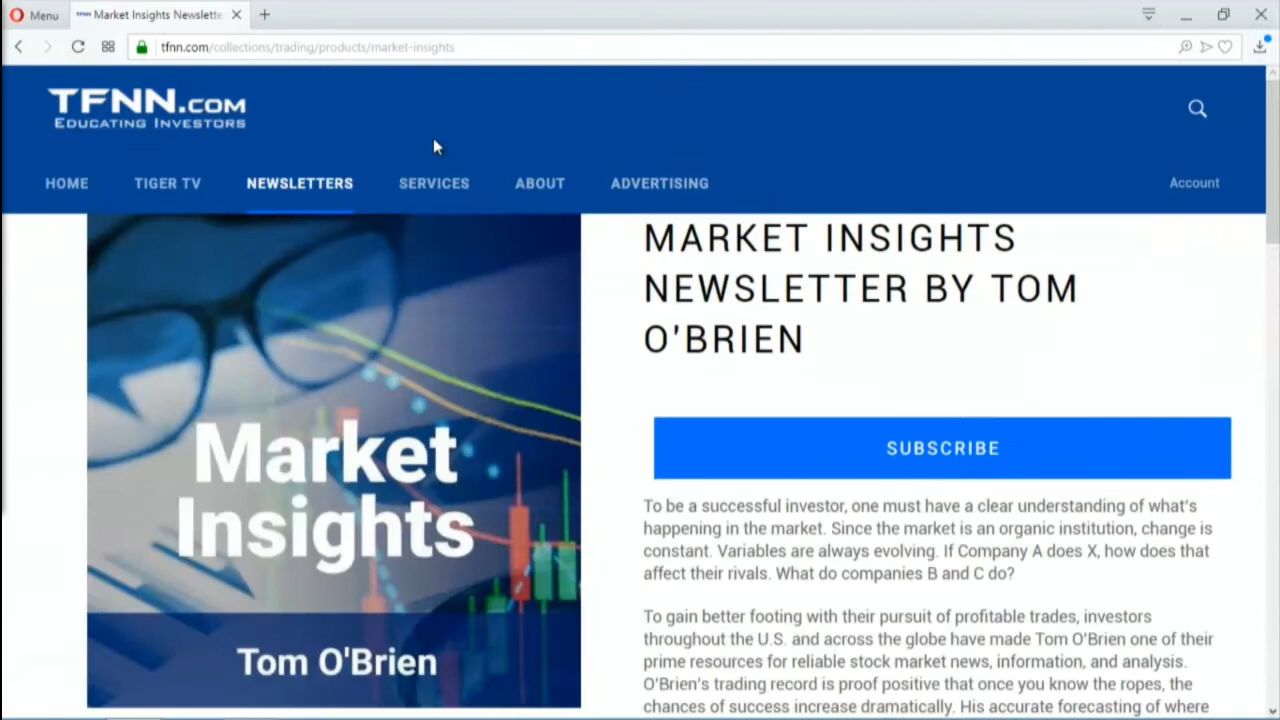 Menu
Market Insights Newslette
tfnn.com/collections/trading/products/market-insights
TFNN.COM
EDUCATING INVESTORS
HOME TIGER TV NEWSLETTERS SERVICES ABOUT ADVERTISING Account
MARKET INSIGHTS
NEWSLETTER BY TOM
O'BRIEN
Market
Insights
Tom O'Brien
SUBSCRIBE
To be a successful investor, one must have a clear understanding of what's
happening in the market. Since the market is an organic institution, change is
constant. Variables are always evolving. If Company A does X, how does that
affect their rivals. What do companies B and C do?
To gain better footing with their pursuit of profitable trades, investors
throughout the U.S. and across the globe have made Tom O'Brien one of their
prime resources for reliable stock market news, information, and analysis.
O'Brien's trading record is proof positive that once you know the ropes, the
chances of success increase dramatically. His accurate forecasting of where